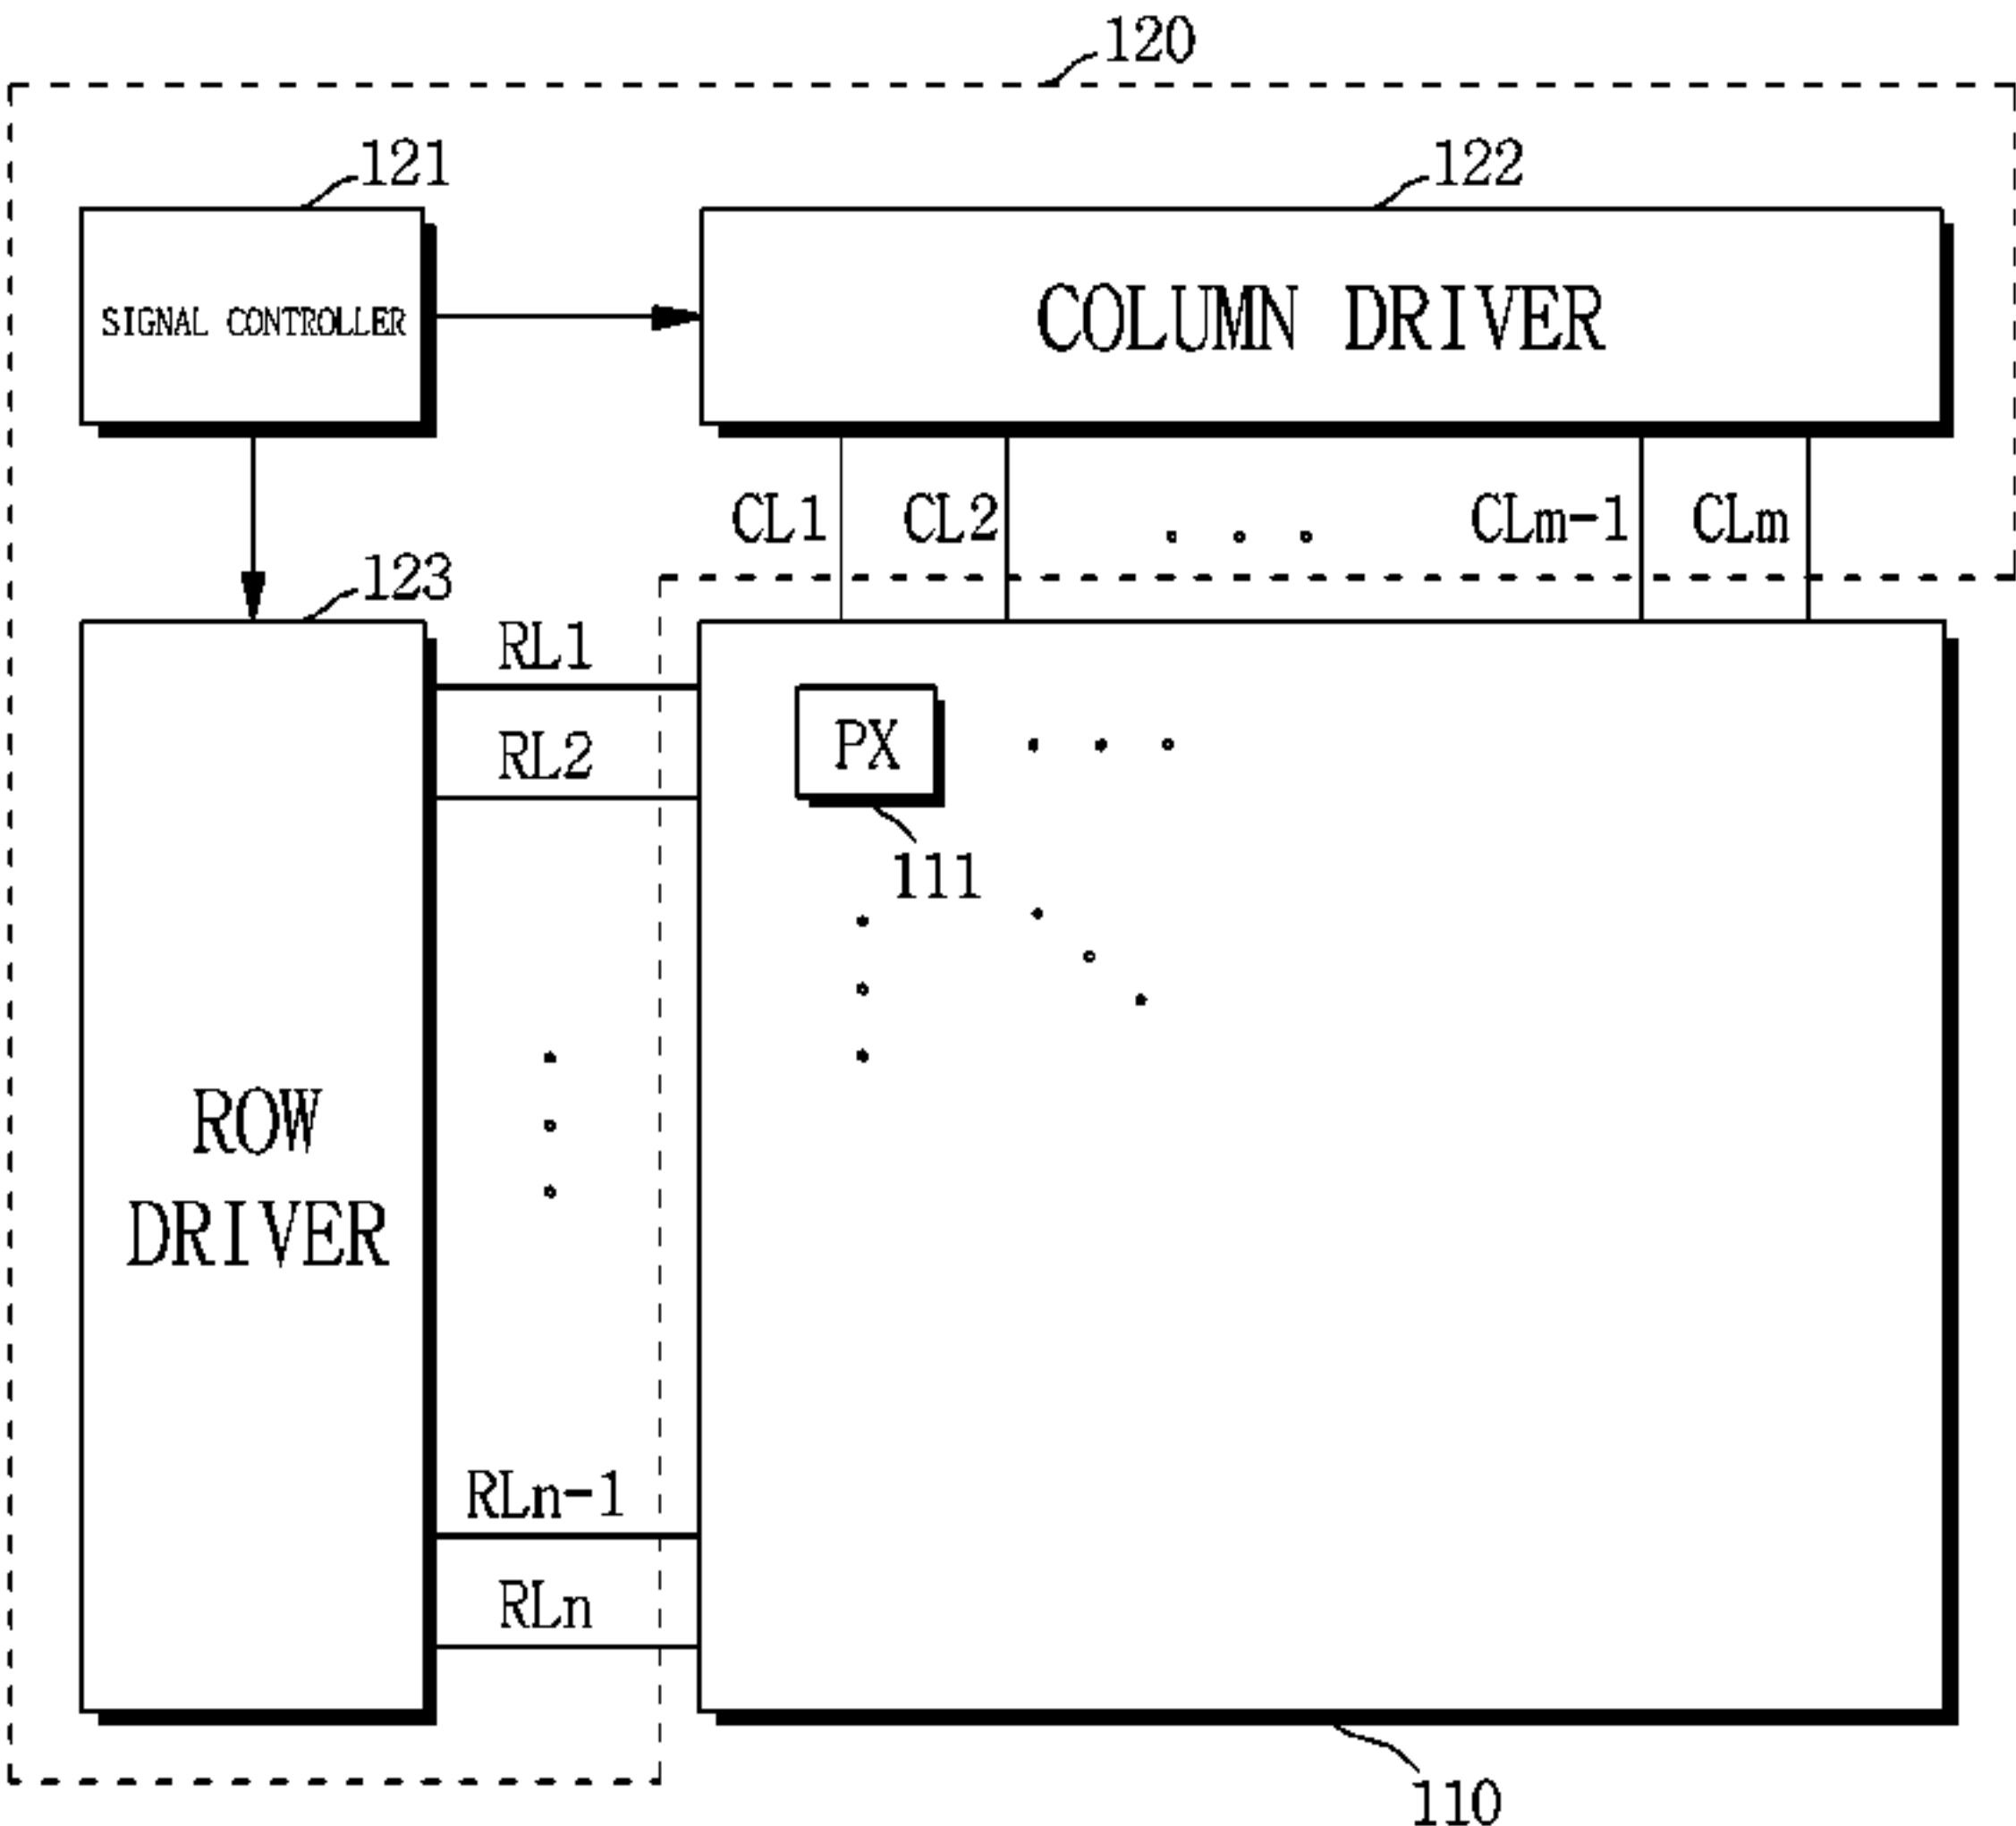 120
121
122
SIGNAL CONTROLLER
COLUMN DRIVER
CL1 CL2 CLm-1 CLm
123
RL1
RL2
PX
111
ROW
DRIVER
RLn-1
RLn
110